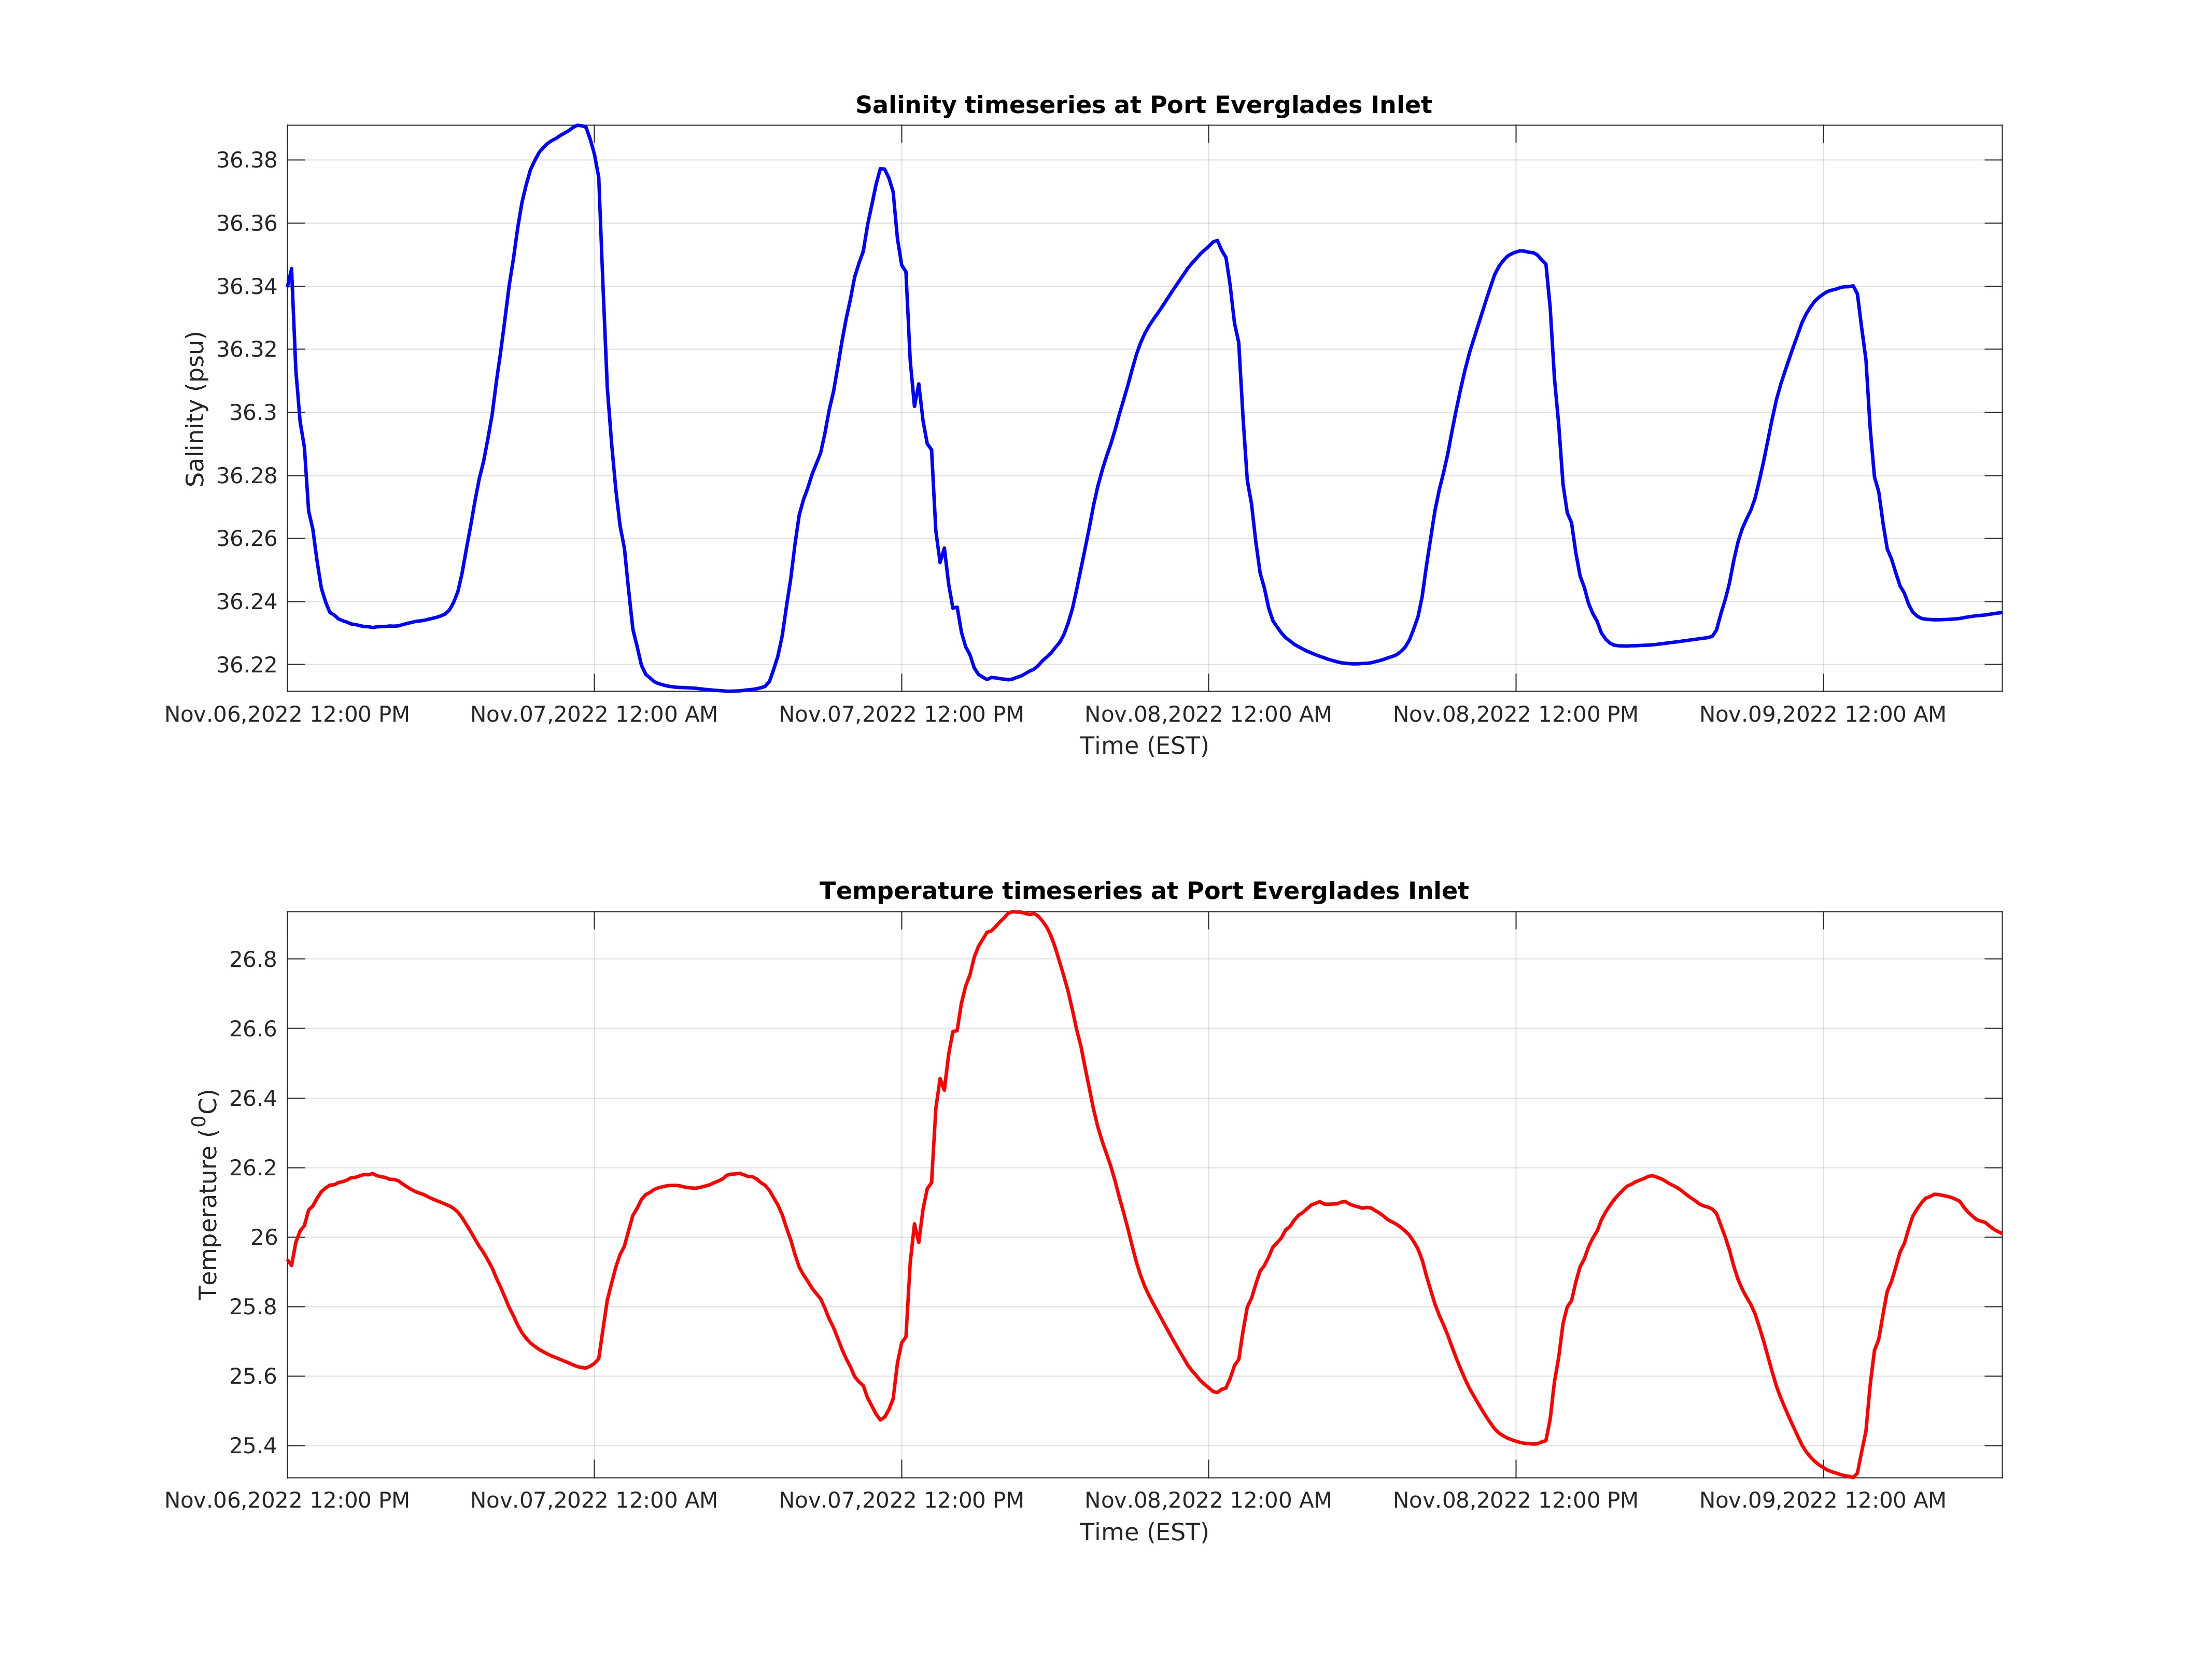 Salinity timeseries at Port Everglades Inlet
36.38
36.36
36.34
36.32
36.3
36.28
36.26
36.24
36.22
Salinity (psu)
Nov.06,2022 12:00 PM Nov.07,2022 12:00 AM Nov.07,2022 12:00 PM Nov.08,2022 12:00 AM Nov.08,2022 12:00 PM Nov.09,2022 12:00 AM
Time (EST)
Temperature timeseries at Port Everglades Inlet
26.8
26.6
26.4
26.2
26
25.8
25.6
25.4
Temperature (⁰C)
Nov.06,2022 12:00 PM Nov.07,2022 12:00 AM Nov.07,2022 12:00 PM Nov.08,2022 12:00 AM Nov.08,2022 12:00 PM Nov.09,2022 12:00 AM
Time (EST)